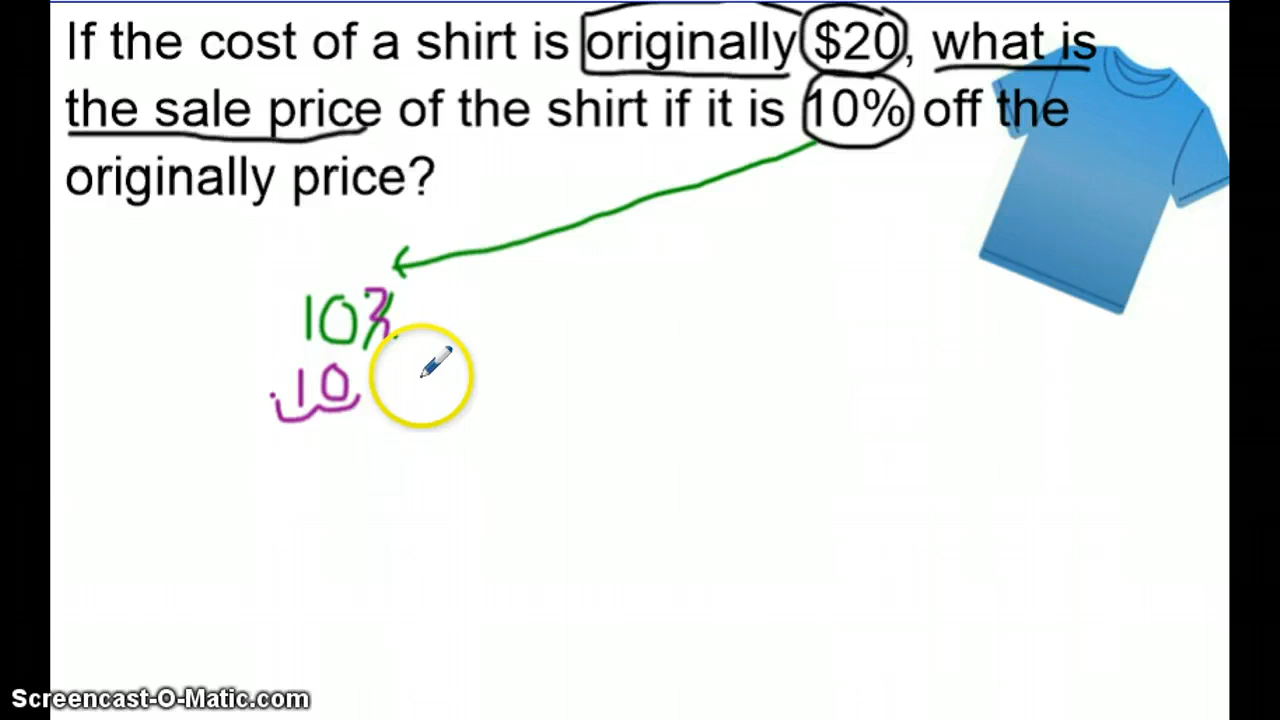 If the cost of a shirt is originally $20, what is
the sale price of the shirt if it is 10% off the
originally price?
10%
.10
Screencast-O-Matic.com